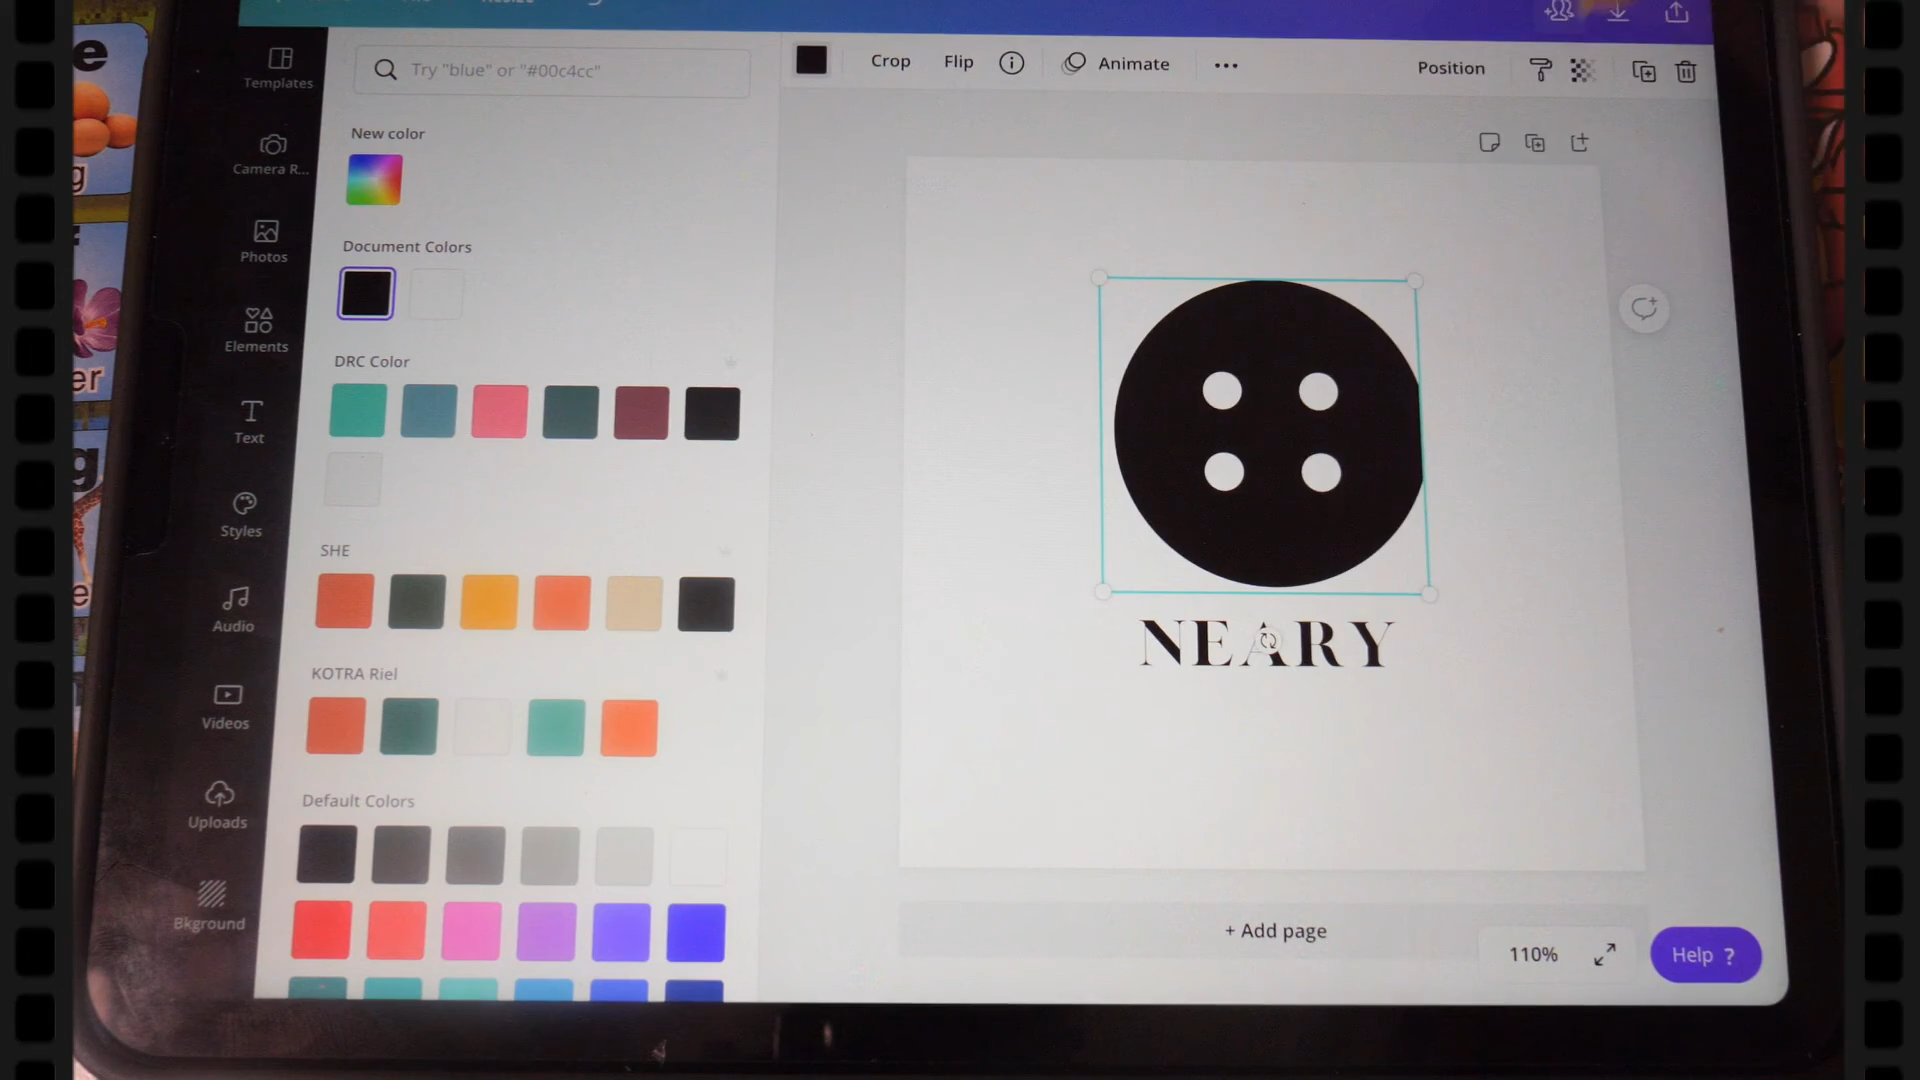 Templates
Camera R...
Photos
Elements
Text
Styles
Audio
Videos
Uploads
Bkground
Try "blue" or "#00c4cc"
New color
Document Colors
DRC Color
SHE
KOTRA Riel
Default Colors
Crop
Flip
Animate
Position
NEARY
+ Add page
110%
Help ?
e
g
er
g
e